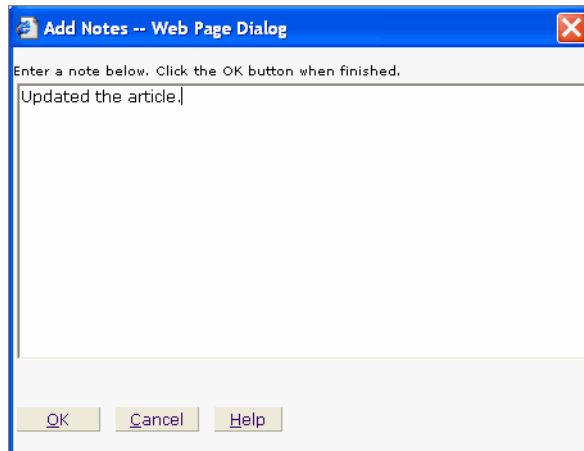 Add Notes -- Web Page Dialog
Enter a note below. Click the OK button when finished.
Updated the article.
OK Cancel Help